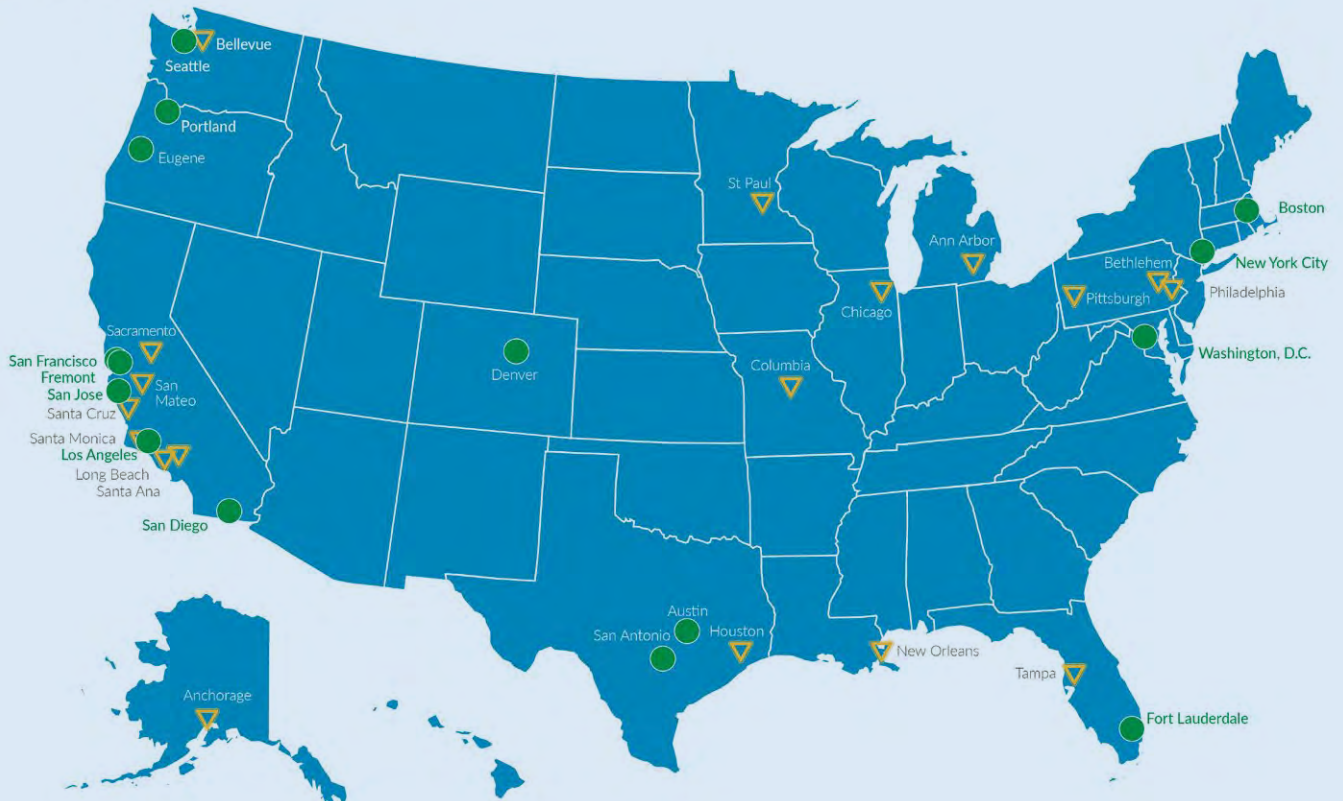 Bellevue
Seattle
Portland
Eugene
St Paul
Boston
Ann Arbor
New York City
Bethlehem
Philadelphia
Pittsburgh
Chicago
Sacramento
San Francisco
Washington, D.C.
Fremont
Denver
Columbia
San Jose
San
Mateo
Santa Cruz
Santa Monica
Los Angeles
Long Beach
Santa Ana
San Diego
Austin
San Antonio
Houston
New Orleans
Tampa
Anchorage
Fort Lauderdale